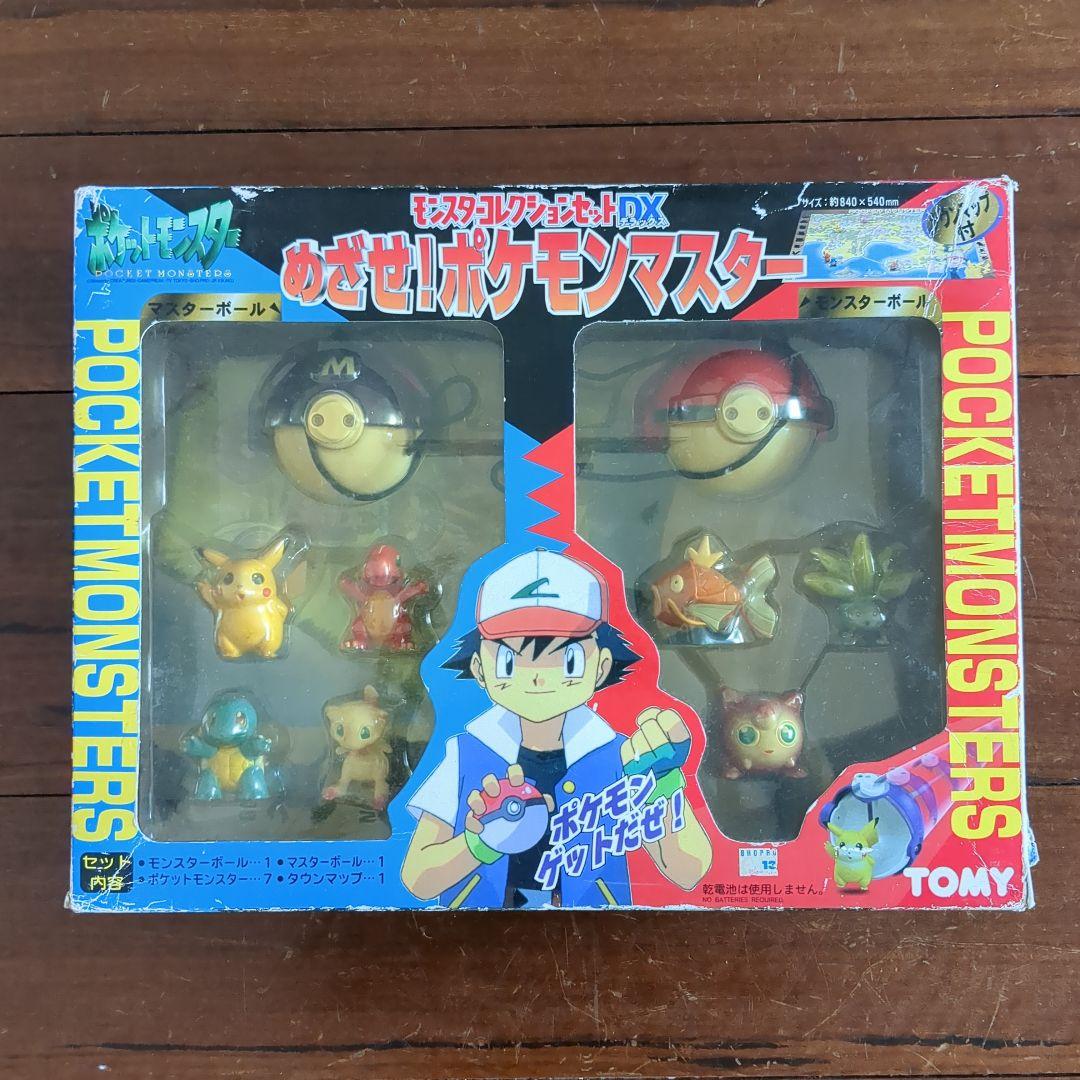 ポケットモンスター
POCKET MONSTERS
モンスターコレクションセットDX
デラックス
めざせ!ポケモンマスター
サイズ:約840×540mm
タウンマップ
付
マスターボール
モンスターボール
M
POCKETMONSTERS
POCKETMONSTERS
ポケモン
ゲットだぜ!
セット
内容
●モンスターボール…1 ●マスターボール…1
●ポケットモンスター…7 ●タウンマップ…1
12
乾電池は使用しません。
NO BATTERIES REQUIRED.
TOMY